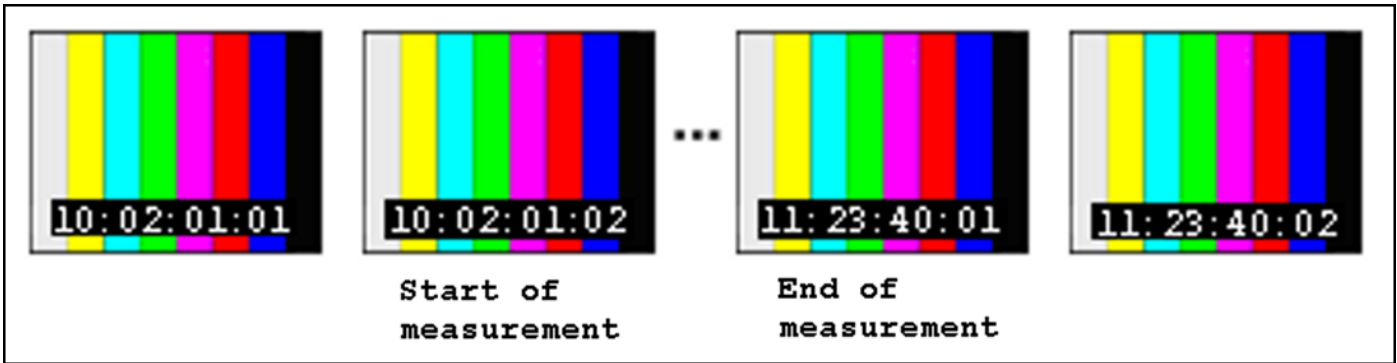 10:02:01:01
10:02:01:02
...
11:23:40:01
11:23:40:02
Start of
measurement
End of
measurement